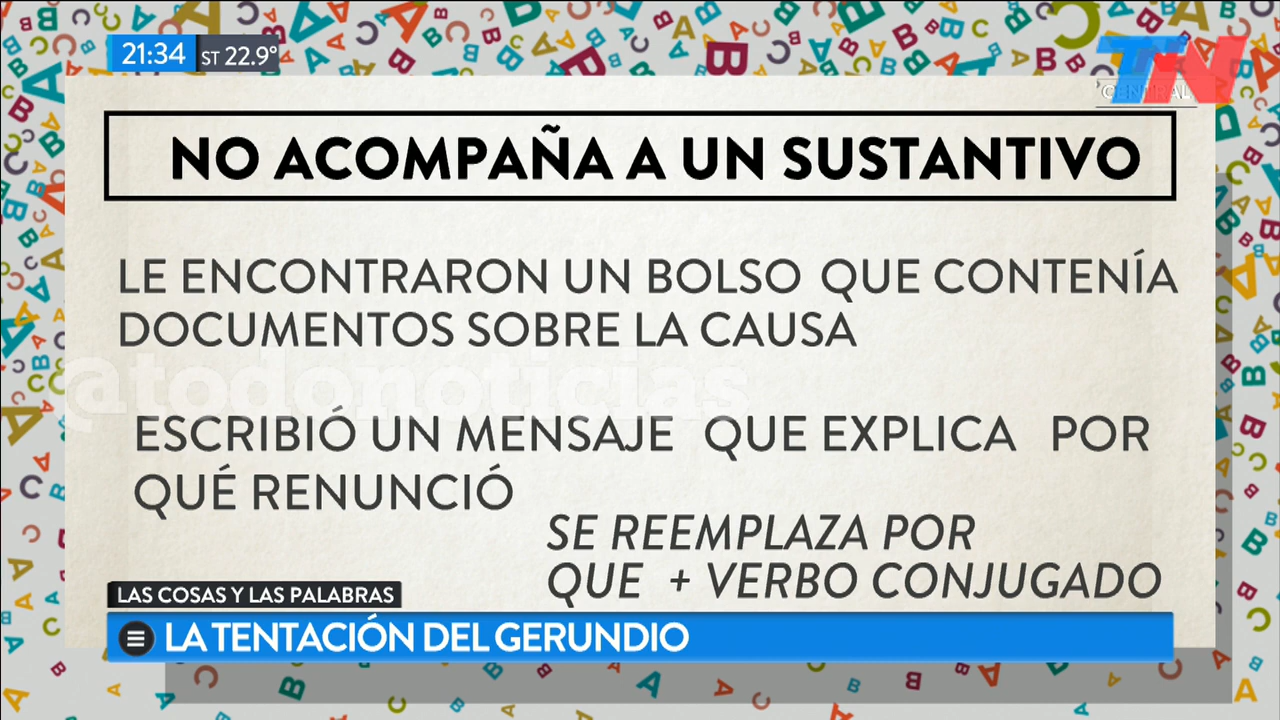 21:34 ST 22.9°
TN
CENTRAL
NO ACOMPAÑA A UN SUSTANTIVO
LE ENCONTRARON UN BOLSO QUE CONTENÍA
DOCUMENTOS SOBRE LA CAUSA
@todonoticias
ESCRIBIÓ UN MENSAJE QUE EXPLICA POR
QUÉ RENUNCIÓ
SE REEMPLAZA POR
QUE + VERBO CONJUGADO
LAS COSAS Y LAS PALABRAS
LA TENTACIÓN DEL GERUNDIO